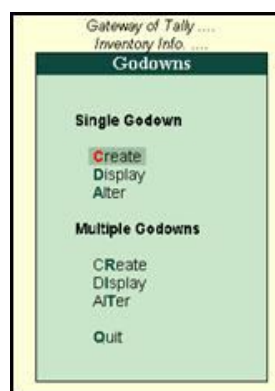 Gateway of Tally ....
Inventory Info. ....
Godowns
Single Godown
Create
Display
Alter
Multiple Godowns
CReate
DIsplay
AlTer
Quit